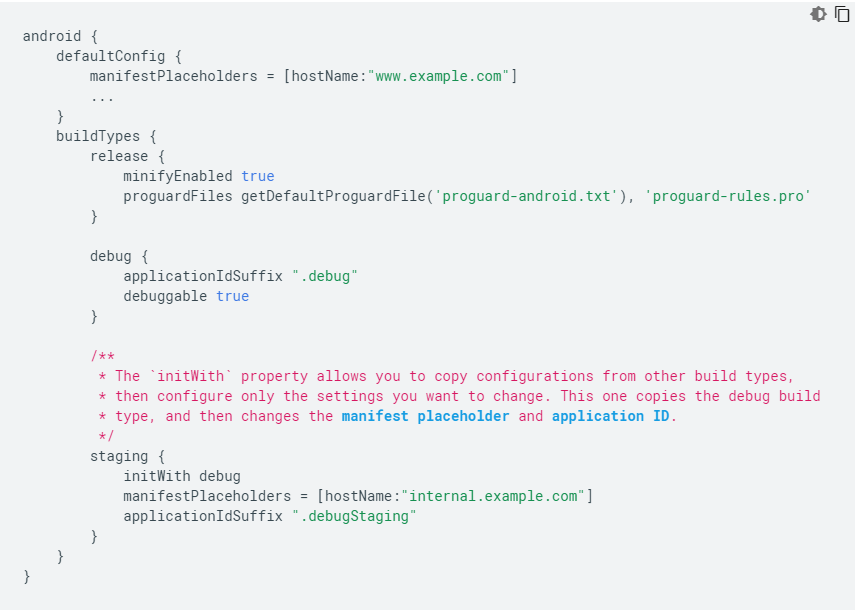 android {
    defaultConfig {
        manifestPlaceholders = [hostName:"www.example.com"]
        ...
    }
    buildTypes {
        release {
            minifyEnabled true
            proguardFiles getDefaultProguardFile('proguard-android.txt'), 'proguard-rules.pro'
        }

        debug {
            applicationIdSuffix ".debug"
            debuggable true
        }

        /**
         * The `initWith` property allows you to copy configurations from other build types,
         * then configure only the settings you want to change. This one copies the debug build
         * type, and then changes the manifest placeholder and application ID.
         */
        staging {
            initWith debug
            manifestPlaceholders = [hostName:"internal.example.com"]
            applicationIdSuffix ".debugStaging"
        }
    }
}